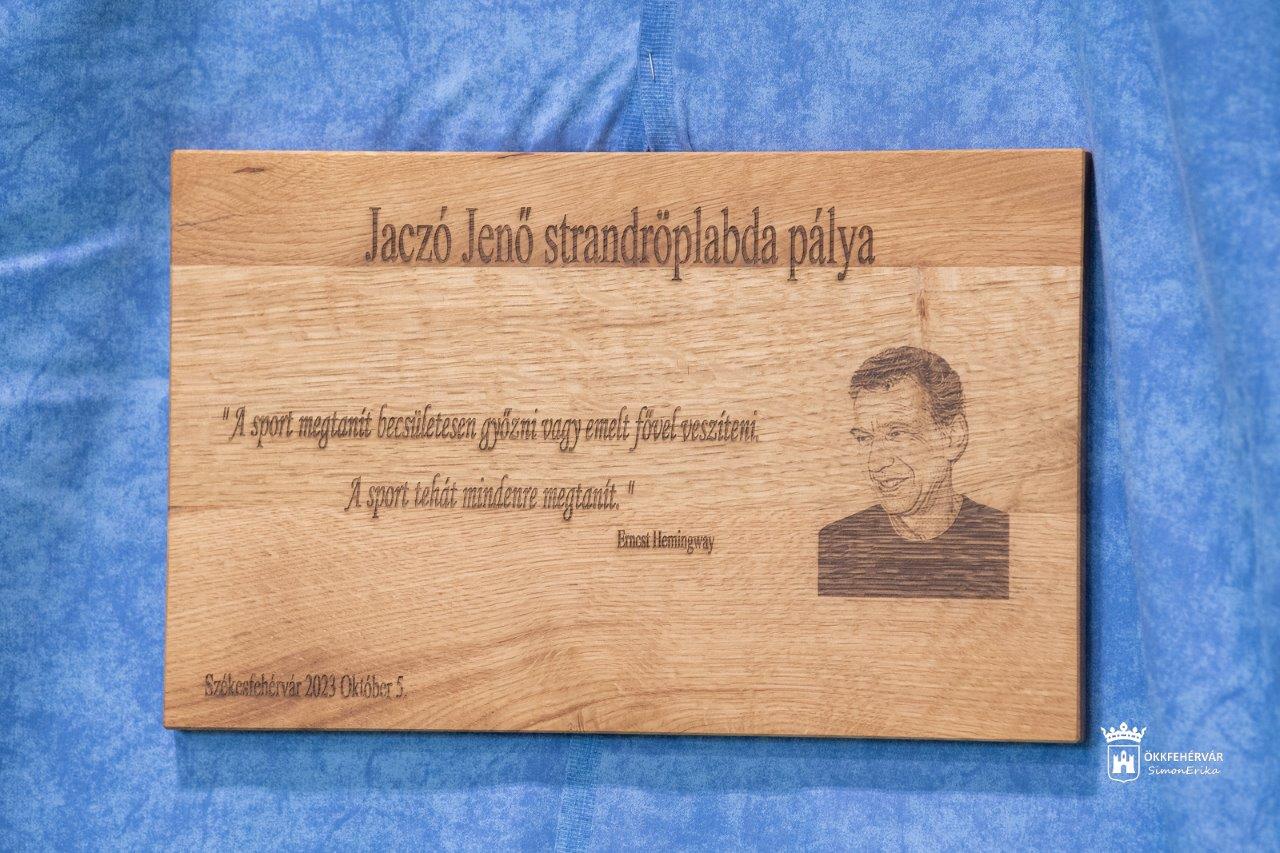 Jaczó Jenő strandröplabda pálya
"A sport megtanít becsületesen győzni vagy emelt fővel veszíteni.
A sport tehát mindenre megtanít."
Ernest Hemingway
Székesfehérvár 2023 Október 5.
ÖKKFEHÉRVÁR
SimonErika